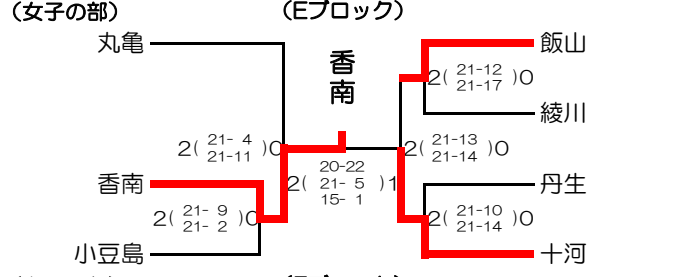 （女子の部）
（Eブロック）
丸亀
飯山
香南
2( 21-12 )0
21-17
綾川
2( 21- 4 )0
21-11
2( 21-13 )0
21-14
20-22
2( 21- 5 )1
15- 1
香南
丹生
2( 21- 9 )0
21- 2
2( 21-10 )0
21-14
小豆島
十河